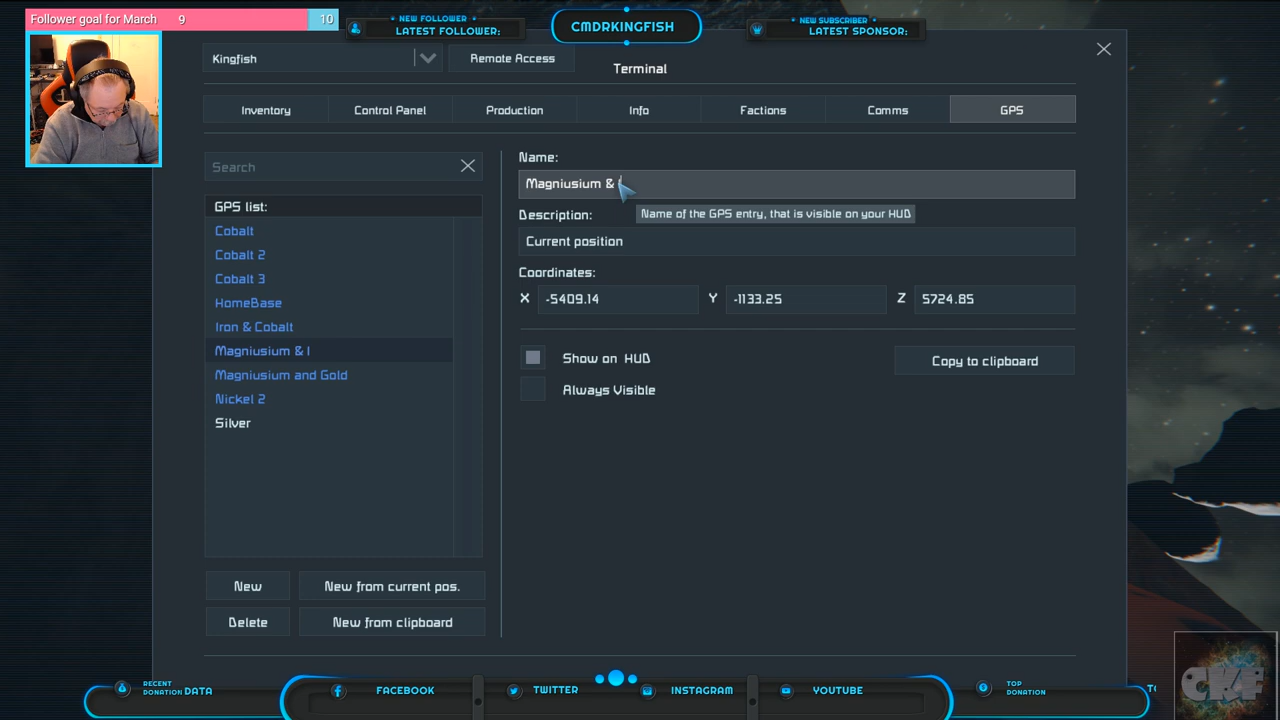 Follower goal for March 9 10
NEW FOLLOWER
LATEST FOLLOWER:
CMDRKINGFISH
NEW SUBSCRIBER
LATEST SPONSOR:
Kingfish
Remote Access
Terminal
Inventory
Control Panel
Production
Info
Factions
Comms
GPS
Search
GPS list:
Cobalt
Cobalt 2
Cobalt 3
HomeBase
Iron & Cobalt
Magniusium & I
Magniusium and Gold
Nickel 2
Silver
New
New from current pos.
Delete
New from clipboard
Name:
Magniusium & I
Name of the GPS entry, that is visible on your HUD
Description:
Current position
Coordinates:
X -5409.14 Y -1133.25 Z 5724.85
Show on HUD
Copy to clipboard
Always Visible
RECENT
DONATION DATA
FACEBOOK
TWITTER
INSTAGRAM
YOUTUBE
TOP
DONATION
CKF